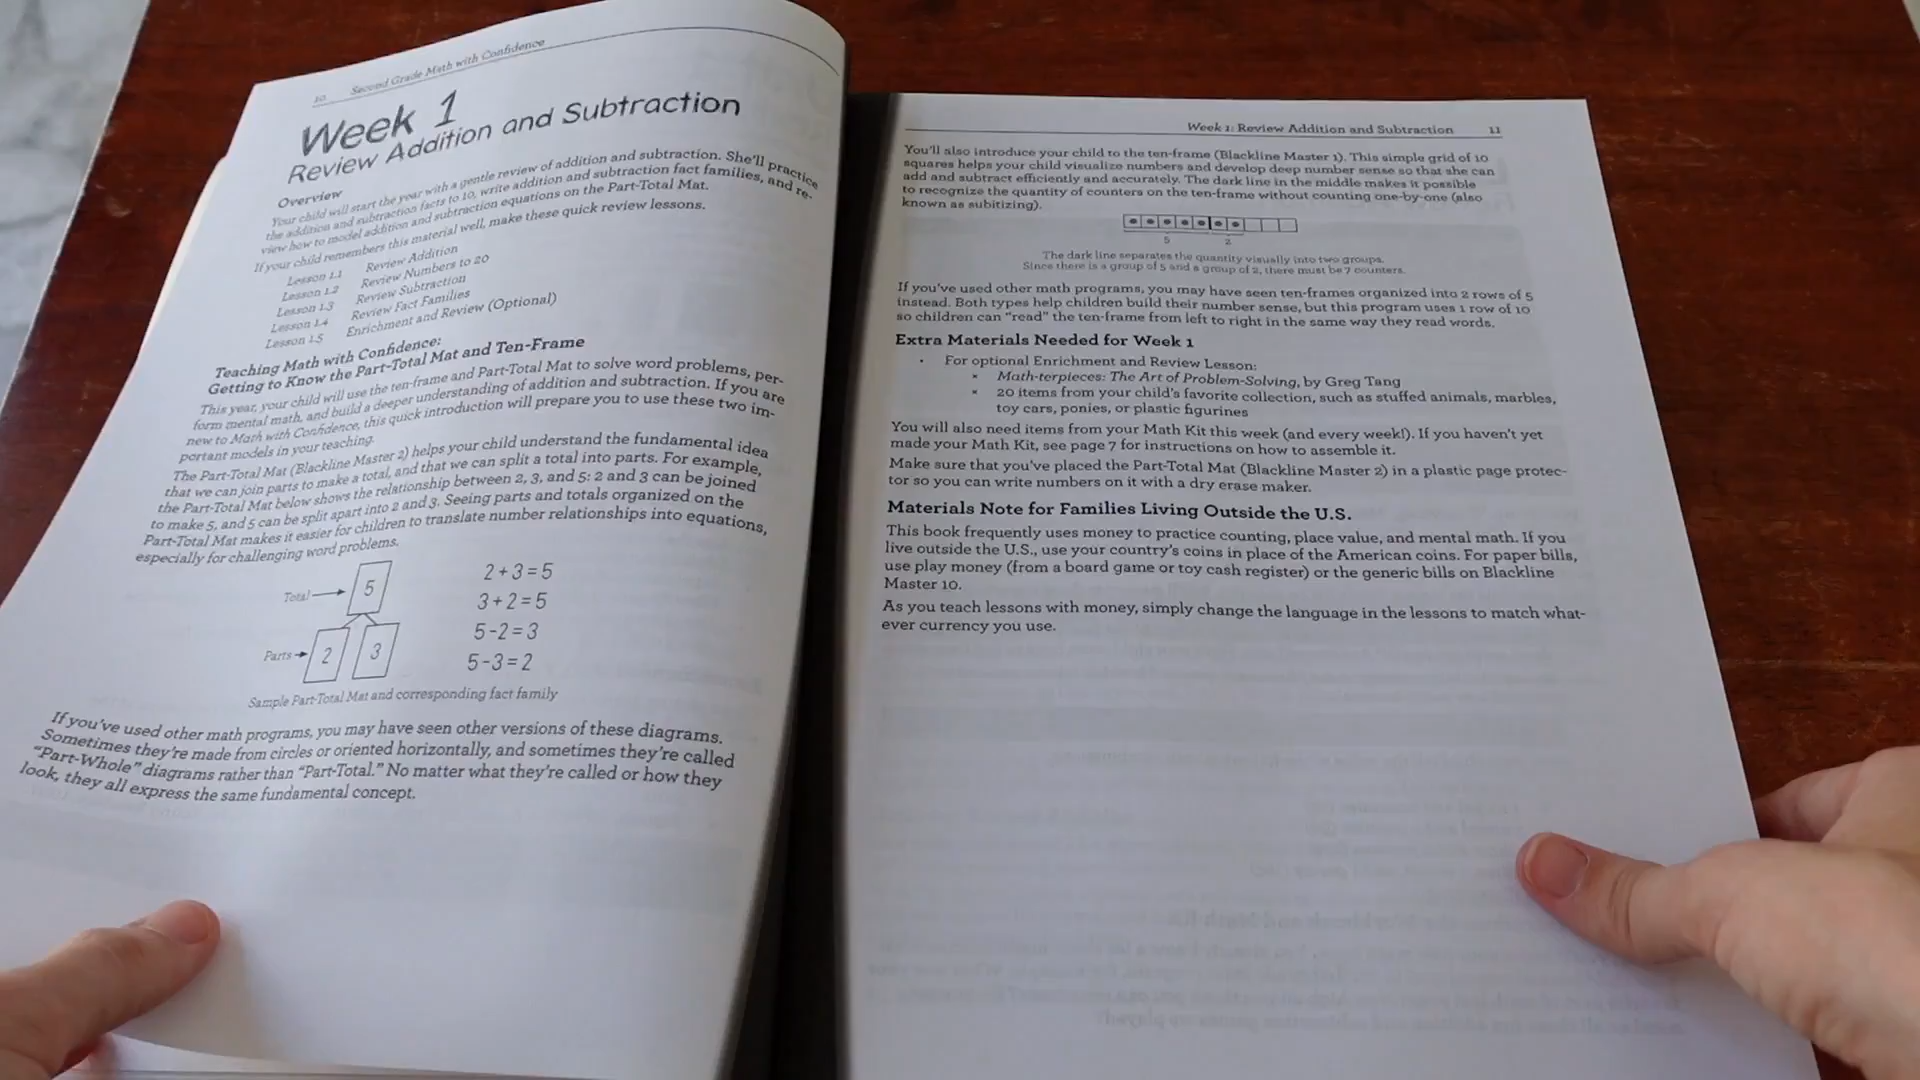 10 Second Grade Math with Confidence
Week 1
Review Addition and Subtraction
Overview
Your child will start the year with a gentle review of addition and subtraction. She'll practice
the addition and subtraction facts to 10, write addition and subtraction fact families, and re-
view how to model addition and subtraction equations on the Part-Total Mat.
If your child remembers this material well, make these quick review lessons.
Lesson 1.1 Review Addition
Lesson 1.2 Review Numbers to 20
Lesson 1.3 Review Subtraction
Lesson 1.4 Review Fact Families
Lesson 1.5 Enrichment and Review (Optional)
Teaching Math with Confidence:
Getting to Know the Part-Total Mat and Ten-Frame
This year, your child will use the ten-frame and Part-Total Mat to solve word problems, per-
form mental math, and build a deeper understanding of addition and subtraction. If you are
new to Math with Confidence, this quick introduction will prepare you to use these two im-
portant models in your teaching.
The Part-Total Mat (Blackline Master 2) helps your child understand the fundamental idea
that we can join parts to make a total, and that we can split a total into parts. For example,
the Part-Total Mat below shows the relationship between 2, 3, and 5: 2 and 3 can be joined
to make 5, and 5 can be split apart into 2 and 3. Seeing parts and totals organized on the
Part-Total Mat makes it easier for children to translate number relationships into equations,
especially for challenging word problems.
Total 5
Parts 2 3
2+3=5
3+2=5
5-2=3
5-3=2
Sample Part-Total Mat and corresponding fact family
If you've used other math programs, you may have seen other versions of these diagrams.
Sometimes they're made from circles or oriented horizontally, and sometimes they're called
"Part-Whole" diagrams rather than "Part-Total." No matter what they're called or how they
look, they all express the same fundamental concept.
Week 1: Review Addition and Subtraction 11
You'll also introduce your child to the ten-frame (Blackline Master 1). This simple grid of 10
squares helps your child visualize numbers and develop deep number sense so that she can
add and subtract efficiently and accurately. The dark line in the middle makes it possible
to recognize the quantity of counters on the ten-frame without counting one-by-one (also
known as subitizing).
5 2
The dark line separates the quantity visually into two groups.
Since there is a group of 5 and a group of 2, there must be 7 counters.
If you've used other math programs, you may have seen ten-frames organized into 2 rows of 5
instead. Both types help children build their number sense, but this program uses 1 row of 10
so children can "read" the ten-frame from left to right in the same way they read words.
Extra Materials Needed for Week 1
• For optional Enrichment and Review Lesson:
× Math-terpieces: The Art of Problem-Solving, by Greg Tang
× 20 items from your child's favorite collection, such as stuffed animals, marbles,
toy cars, ponies, or plastic figurines
You will also need items from your Math Kit this week (and every week!). If you haven't yet
made your Math Kit, see page 7 for instructions on how to assemble it.
Make sure that you've placed the Part-Total Mat (Blackline Master 2) in a plastic page protec-
tor so you can write numbers on it with a dry erase maker.
Materials Note for Families Living Outside the U.S.
This book frequently uses money to practice counting, place value, and mental math. If you
live outside the U.S., use your country's coins in place of the American coins. For paper bills,
use play money (from a board game or toy cash register) or the generic bills on Blackline
Master 10.
As you teach lessons with money, simply change the language in the lessons to match what-
ever currency you use.